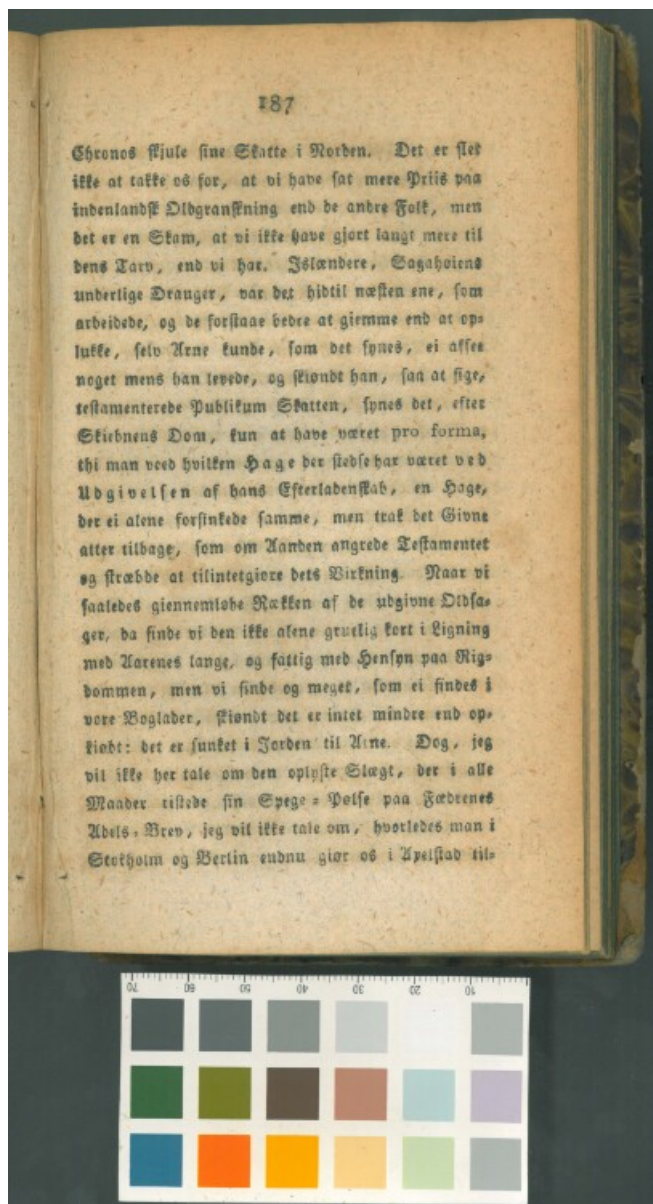 187
Chronos skjule sine Skatte i Norden. Det er slet
ikke at takke os for, at vi have sat mere Priis paa
indenlandsk Oldgranskning end de andre Folk, men
det er en Skam, at vi ikke have gjort langt mere til
dens Tarv, end vi har. Islændere, Sagahøiens
underlige Dranger, var det hidtil næsten ene, som
arbeidede, og de forstaae bedre at giemme end at op=
lukke, selv Arne kunde, som det synes, ei afsee
noget mens han levede, og skiøndt han, saa at sige,
testamenterede Publikum Skatten, synes det, efter
Skiebnens Dom, kun at have været pro forma,
thi man veed hvilken Hage der stedse har været ved
Udgivelsen af hans Efterladenskab, en Hage,
der ei alene forsinkede samme, men trak det Givne
atter tilbage, som om Aanden angrede Testamentet
og stræbde at tilintetgiøre dets Virkning. Naar vi
saaledes giennemløbe Rækken af de udgivne Oldsa=
ger, da finde vi den ikke alene gruelig kort i Ligning
med Aarenes lange, og fattig med Hensyn paa Rig=
dommen, men vi finde og meget, som ei findes i
vore Boglader, skiøndt det er intet mindre end op=
kiøbt: det er sunket i Jorden til Arne. Dog, jeg
vil ikke her tale om den oplyste Slægt, der i alle
Maader ristede sin Spege=Pølse paa Fædrenes
Adels=Brev, jeg vil ikke tale om, hvorledes man i
Stokholm og Berlin endnu giør os i Apelstad til=
70 60 50 40 30 20 10